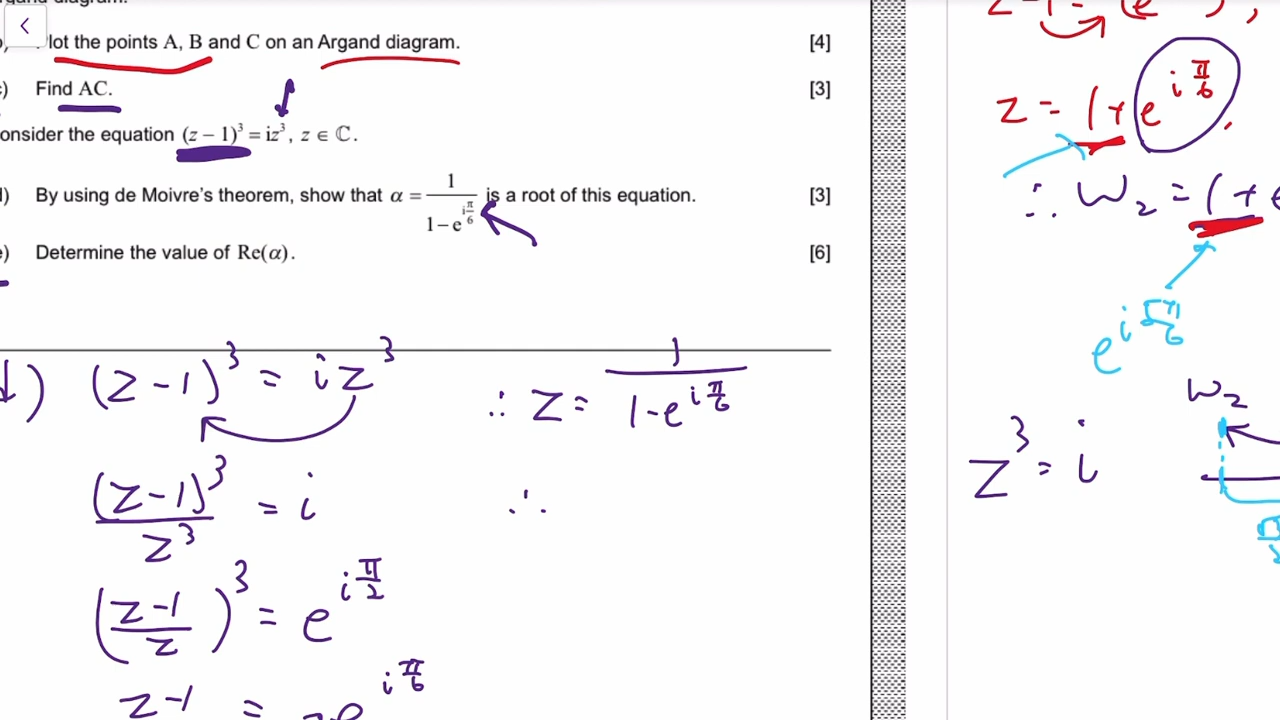 lot the points A, B and C on an Argand diagram. [4]
) Find AC. [3]
onsider the equation (z − 1)³ = iz³, z ∈ ℂ.
) By using de Moivre's theorem, show that α = 1/(1−e^(iπ/6)) is a root of this equation. [3]
) Determine the value of Re(α). [6]
) (z-1)³ = iz³
(z-1)³/z³ = i
((z-1)/z)³ = e^(iπ/2)
z-1 =
e^(iπ/6)
∴ z = 1/(1-e^(iπ/6))
∴
z = 1 + e^(iπ/6).
∴ W₂ = 1 +
e^(i5π/6)
W₂
z³ = i